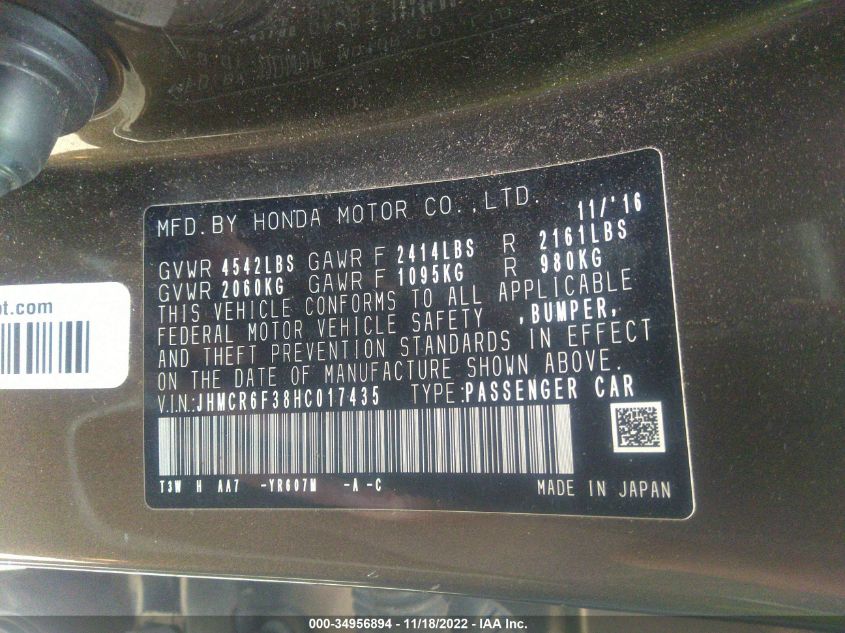 MFD. BY HONDA MOTOR CO., LTD. 11/'16
GVWR 4542LBS GAWR F 2414LBS R 2161LBS
GVWR 2060KG GAWR F 1095KG R 980KG
THIS VEHICLE CONFORMS TO ALL APPLICABLE
FEDERAL MOTOR VEHICLE SAFETY ,BUMPER,
AND THEFT PREVENTION STANDARDS IN EFFECT
ON THE DATE OF MANUFACTURE SHOWN ABOVE.
V.I.N.:JHMCR6F38HC017435 TYPE:PASSENGER CAR
T3W H AA7 -YR607M -A -C
MADE IN JAPAN
pt.com
000-34956894 - 11/18/2022 - IAA Inc.